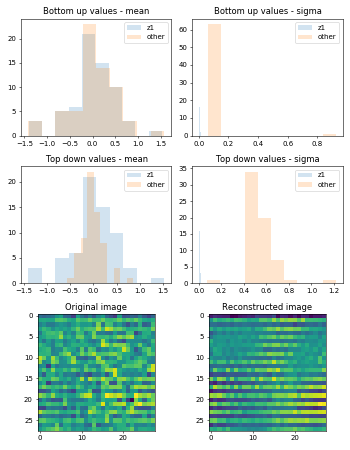 Bottom up values - mean
z1
other
20
15
10
5
0
−1.5 −1.0 −0.5 0.0 0.5 1.0 1.5
Bottom up values - sigma
z1
other
60
50
40
30
20
10
0
0.0 0.2 0.4 0.6 0.8
Top down values - mean
z1
other
20
15
10
5
0
−1.5 −1.0 −0.5 0.0 0.5 1.0 1.5
Top down values - sigma
z1
other
35
30
25
20
15
10
5
0
0.0 0.2 0.4 0.6 0.8 1.0 1.2
Original image
0
5
10
15
20
25
0 10 20
Reconstructed image
0
5
10
15
20
25
0 10 20